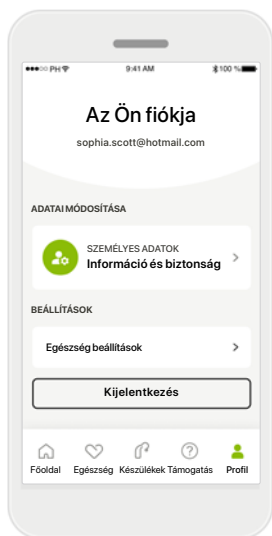 PH
9:41 AM
100 %
Az Ön fiókja
sophia.scott@hotmail.com
ADATAI MÓDOSÍTÁSA
SZEMÉLYES ADATOK
Információ és biztonság
BEÁLLÍTÁSOK
Egészség beállítások
Kijelentkezés
Főoldal Egészség Készülékek Támogatás Profil